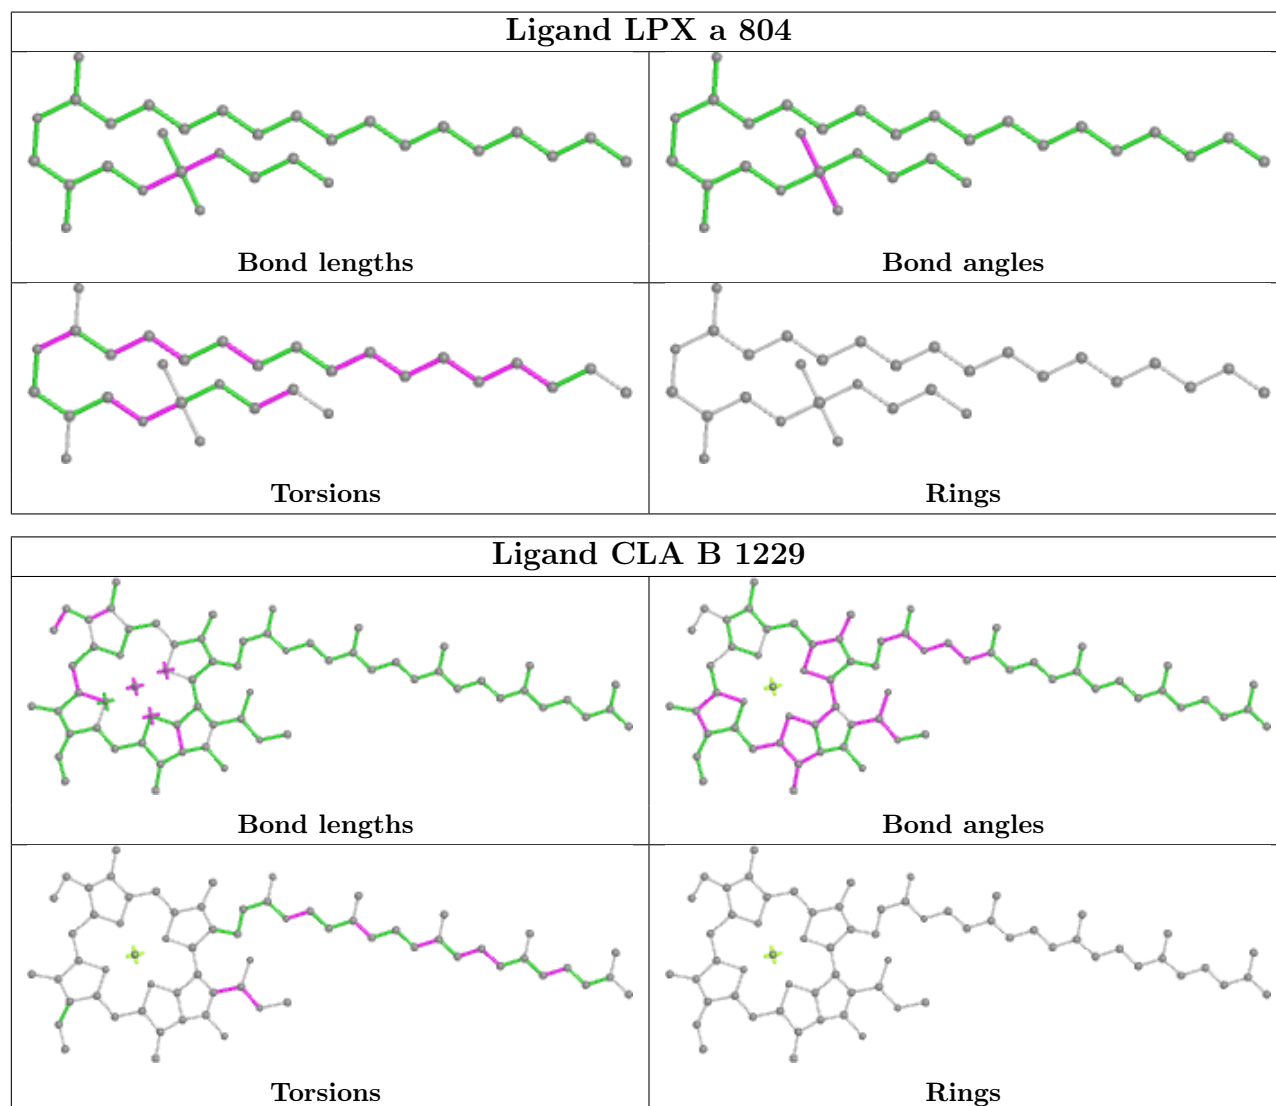 Ligand LPX a 804
Bond lengths
Bond angles
Torsions
Rings
Ligand CLA B 1229
Bond lengths
Bond angles
Torsions
Rings